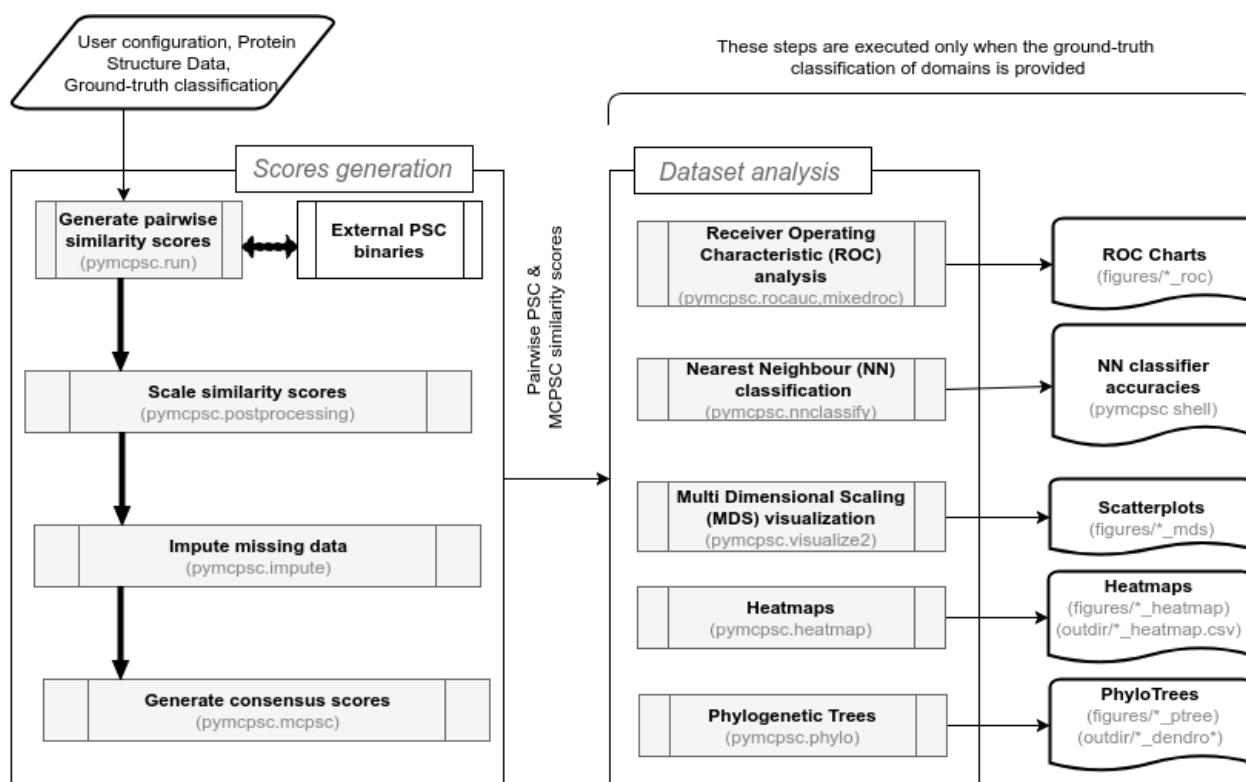 User configuration, Protein
Structure Data,
Ground-truth classification
These steps are executed only when the ground-truth
classification of domains is provided
Scores generation
Generate pairwise
similarity scores
(pymcpsc.run)
External PSC
binaries
Scale similarity scores
(pymcpsc.postprocessing)
Impute missing data
(pymcpsc.impute)
Generate consensus scores
(pymcpsc.mcpsc)
Pairwise PSC &
MCPSC similarity scores
Dataset analysis
Receiver Operating
Characteristic (ROC)
analysis
(pymcpsc.rocauc,mixedroc)
ROC Charts
(figures/*_roc)
Nearest Neighbour (NN)
classification
(pymcpsc.nnclassify)
NN classifier
accuracies
(pymcpsc shell)
Multi Dimensional Scaling
(MDS) visualization
(pymcpsc.visualize2)
Scatterplots
(figures/*_mds)
Heatmaps
(pymcpsc.heatmap)
Heatmaps
(figures/*_heatmap)
(outdir/*_heatmap.csv)
Phylogenetic Trees
(pymcpsc.phylo)
PhyloTrees
(figures/*_ptree)
(outdir/*_dendro*)